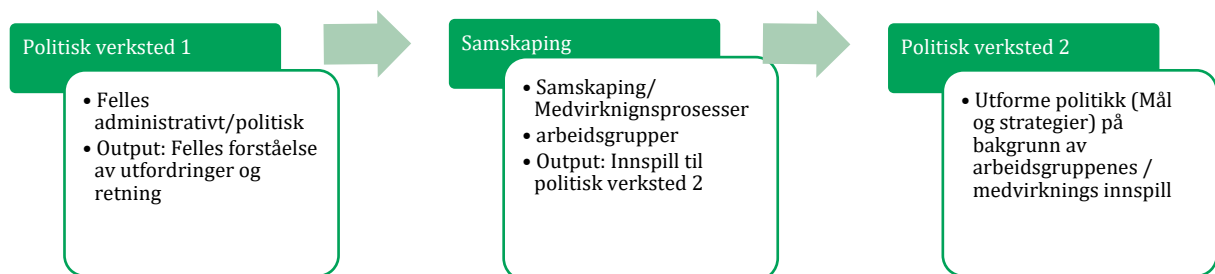 Politisk verksted 1
• Felles
administrativt/politisk
• Output: Felles forståelse
av utfordringer og
retning
Samskaping
• Samskaping/
Medvirknignsprosesser
• arbeidsgrupper
• Output: Innspill til
politisk verksted 2
Politisk verksted 2
• Utforme politikk (Mål
og strategier) på
bakgrunn av
arbeidsgruppenes /
medvirknings innspill